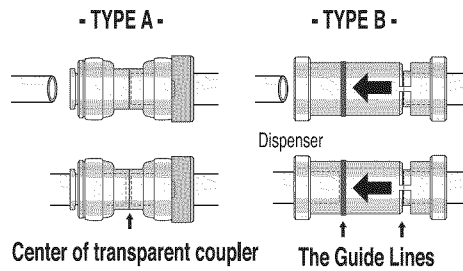 - TYPE A -
- TYPE B -
Dispenser
Center of transparent coupler
The Guide Lines